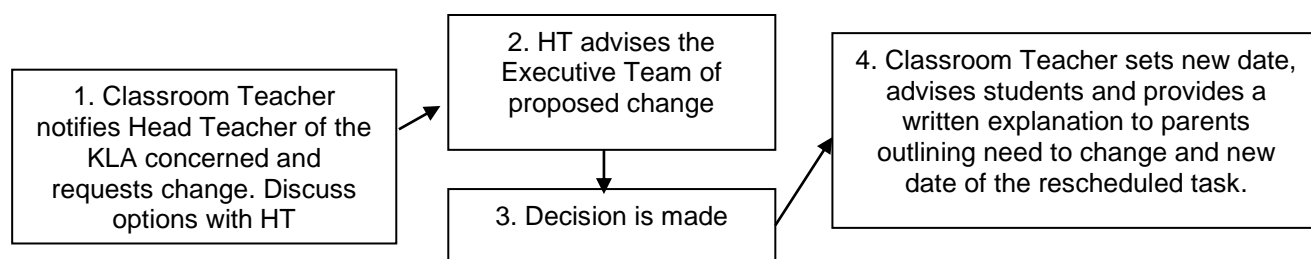 1. Classroom Teacher
notifies Head Teacher of the
KLA concerned and
requests change. Discuss
options with HT
2. HT advises the
Executive Team of
proposed change
3. Decision is made
4. Classroom Teacher sets new date,
advises students and provides a
written explanation to parents
outlining need to change and new
date of the rescheduled task.